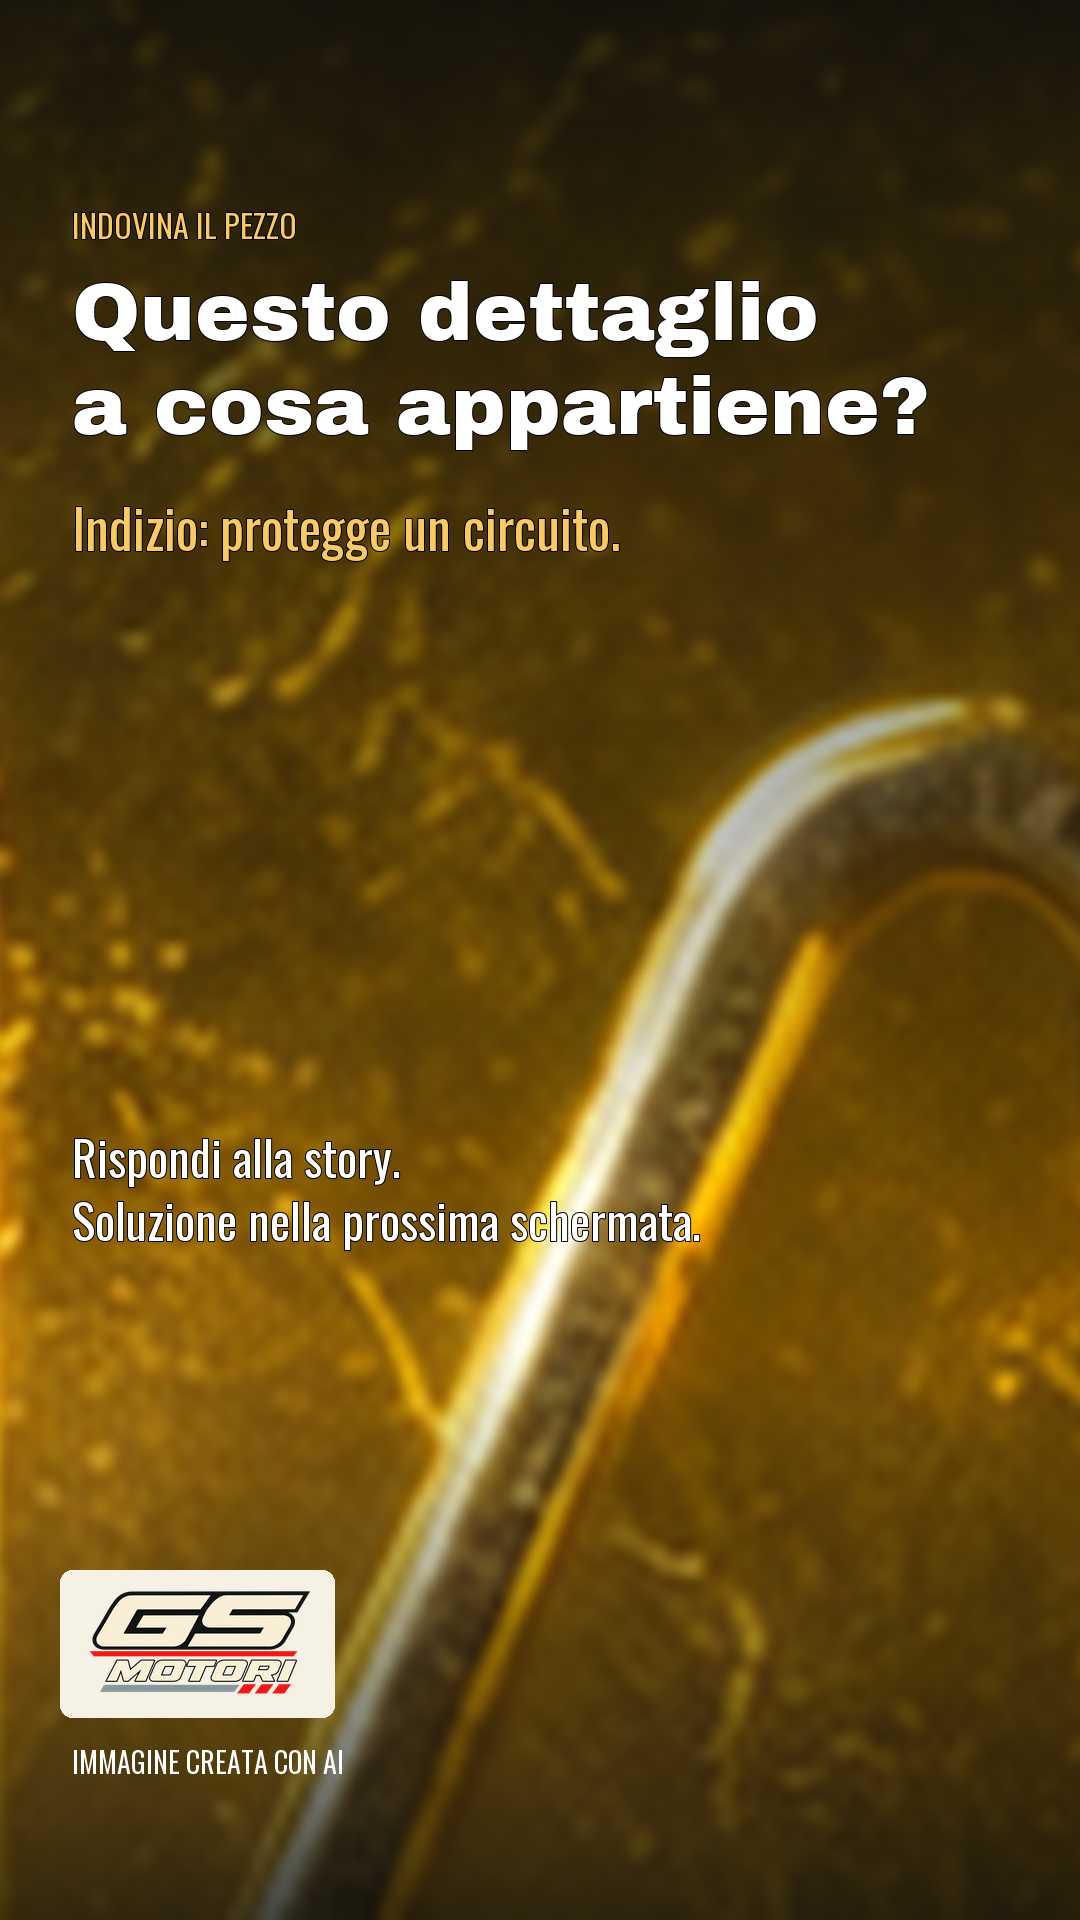 INDOVINA IL PEZZO
Questo dettaglio
a cosa appartiene?
Indizio: protegge un circuito.
Rispondi alla story.
Soluzione nella prossima schermata.
GS
MOTORI
IMMAGINE CREATA CON AI